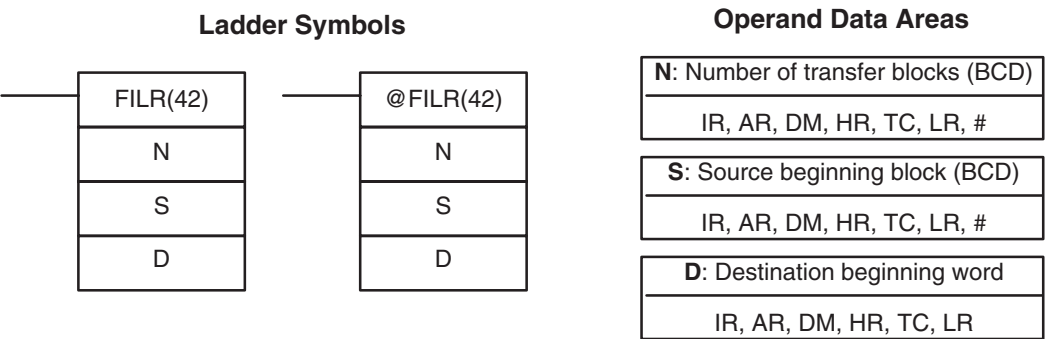 Ladder Symbols
FILR(42)
N
S
D
@FILR(42)
N
S
D
Operand Data Areas
N: Number of transfer blocks (BCD)
IR, AR, DM, HR, TC, LR, #
S: Source beginning block (BCD)
IR, AR, DM, HR, TC, LR, #
D: Destination beginning word
IR, AR, DM, HR, TC, LR